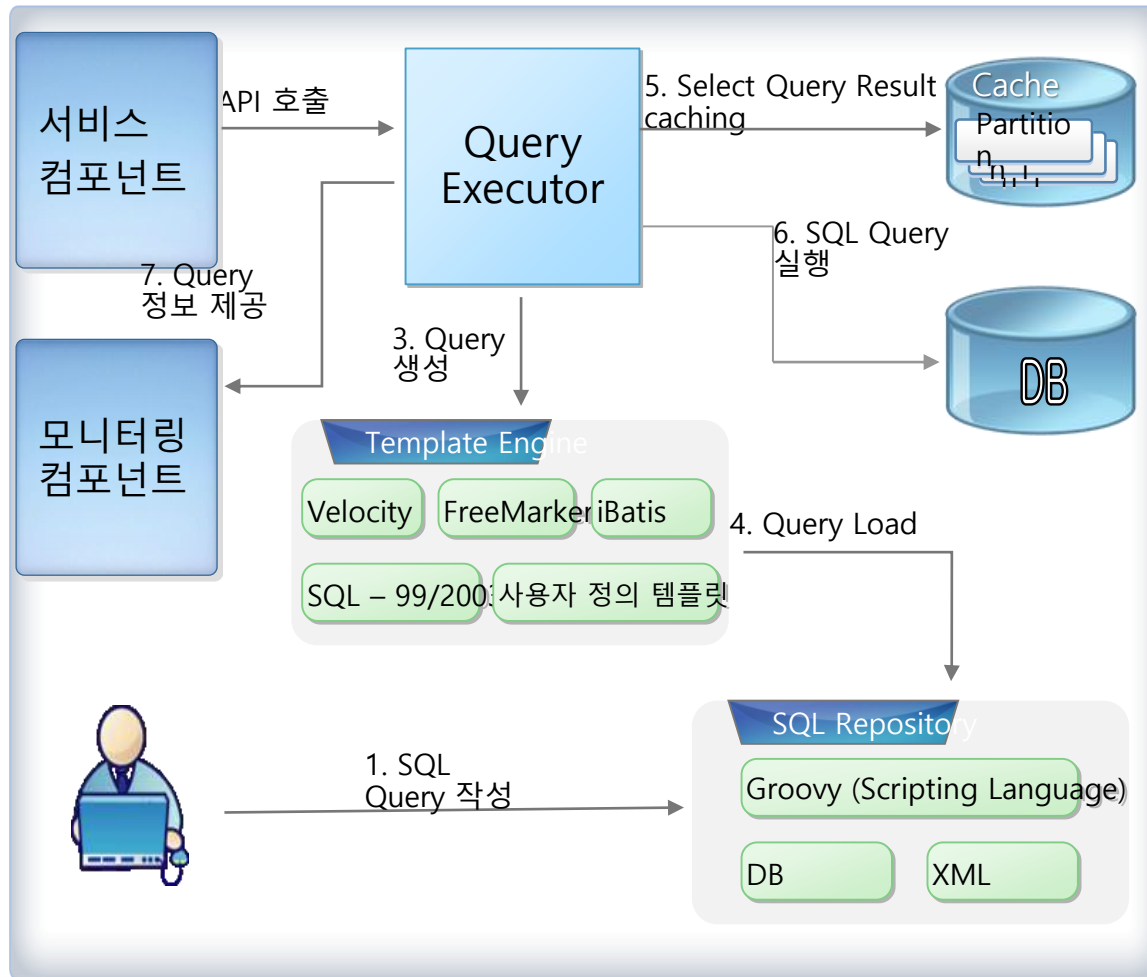 서비스
컴포넌트
API 호출
Query
Executor
5. Select Query Result
caching
Cache
Partitio
n
6. SQL Query
실행
DB
7. Query
정보 제공
3. Query
생성
모니터링
컴포넌트
Template Engine
Velocity
FreeMarker
iBatis
SQL – 99/2003
사용자 정의 템플릿
4. Query Load
SQL Repository
1. SQL
Query 작성
Groovy (Scripting Language)
DB
XML